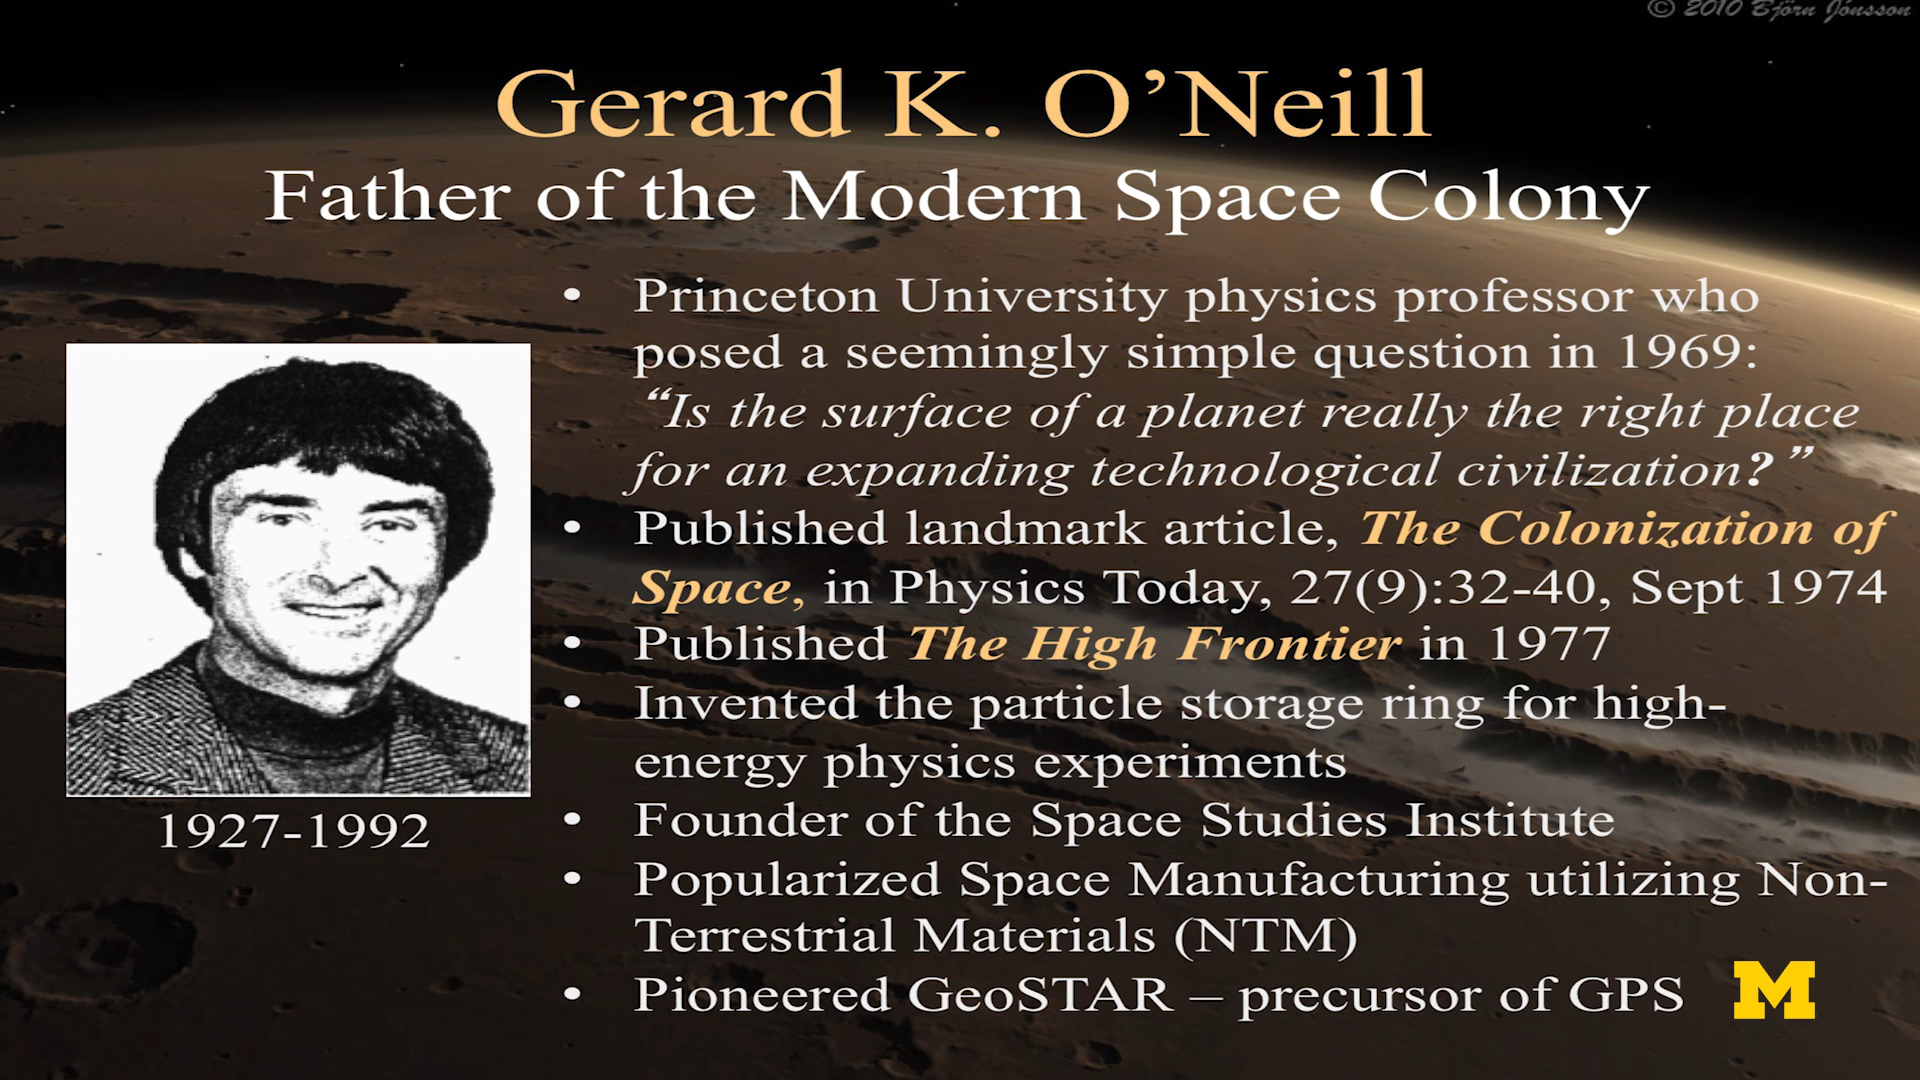 © 2010 Björn Jónsson
Gerard K. O’Neill
Father of the Modern Space Colony
• Princeton University physics professor who
posed a seemingly simple question in 1969:
“Is the surface of a planet really the right place
for an expanding technological civilization?”
• Published landmark article, The Colonization of
Space, in Physics Today, 27(9):32-40, Sept 1974
• Published The High Frontier in 1977
• Invented the particle storage ring for high-
energy physics experiments
• Founder of the Space Studies Institute
• Popularized Space Manufacturing utilizing Non-
Terrestrial Materials (NTM)
• Pioneered GeoSTAR – precursor of GPS
1927-1992
M